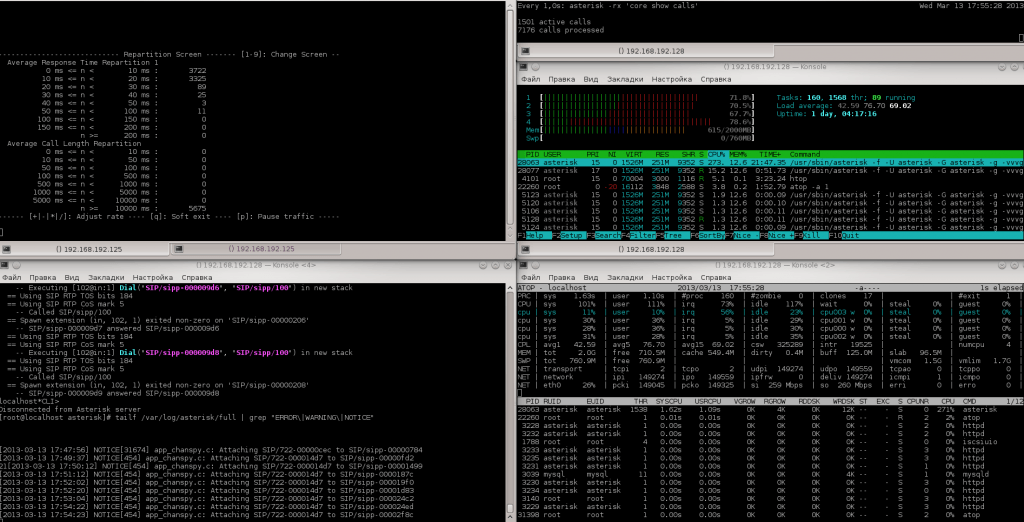 --------------------------- Repartition Screen ------- [1-9]: Change Screen --
Average Response Time Repartition 1
0 ms <= n < 10 ms : 3722
10 ms <= n < 20 ms : 3325
20 ms <= n < 30 ms : 89
30 ms <= n < 40 ms : 25
40 ms <= n < 50 ms : 3
50 ms <= n < 100 ms : 11
100 ms <= n < 150 ms : 0
150 ms <= n < 200 ms : 0
n >= 200 ms : 0
Average Call Length Repartition
0 ms <= n < 10 ms : 0
10 ms <= n < 50 ms : 0
50 ms <= n < 100 ms : 0
100 ms <= n < 500 ms : 0
500 ms <= n < 1000 ms : 0
1000 ms <= n < 5000 ms : 0
5000 ms <= n < 10000 ms : 0
n >= 10000 ms : 5675
------ [+|-|*|/]: Adjust rate ---- [q]: Soft exit ---- [p]: Pause traffic -----
() 192.168.192.125
() 192.168.192.125
Every 1,0s: asterisk -rx 'core show calls' Wed Mar 13 17:55:28 2013
1501 active calls
7176 calls processed
() 192.168.192.128
() 192.168.192.128 — Konsole
Файл Правка Вид Закладки Настройка Справка
1 71.8%
2 70.5%
3 67.7%
4 78.6%
Mem 615/2000MB
Swp 0/760MB
Tasks: 160, 1568 thr; 89 running
Load average: 42.59 76.70 69.02
Uptime: 1 day, 04:17:16
PID USER PRI NI VIRT RES SHR S CPU% MEM% TIME+ Command
28063 asterisk 15 0 1526M 251M 9352 S 273. 12.6 21:47.35 /usr/sbin/asterisk -f -U asterisk -G asterisk -g -vvvg
28077 asterisk 17 0 1526M 251M 9352 R 15.2 12.6 0:51.73 /usr/sbin/asterisk -f -U asterisk -G asterisk -g -vvvg
4101 root 15 0 70004 3000 1116 R 5.1 0.1 3:23.24 htop
22260 root 0 -20 16112 3848 2588 S 3.8 0.2 1:52.79 atop -a 1
5123 asterisk 15 0 1526M 251M 9352 S 1.9 12.6 0:00.09 /usr/sbin/asterisk -f -U asterisk -G asterisk -g -vvvg
5126 asterisk 15 0 1526M 251M 9352 S 1.3 12.6 0:00.11 /usr/sbin/asterisk -f -U asterisk -G asterisk -g -vvvg
5106 asterisk 15 0 1526M 251M 9352 S 1.3 12.6 0:00.10 /usr/sbin/asterisk -f -U asterisk -G asterisk -g -vvvg
5128 asterisk 15 0 1526M 251M 9352 R 1.3 12.6 0:00.11 /usr/sbin/asterisk -f -U asterisk -G asterisk -g -vvvg
5124 asterisk 15 0 1526M 251M 9352 S 1.3 12.6 0:00.09 /usr/sbin/asterisk -f -U asterisk -G asterisk -g -vvvg
F1Help F2Setup F3Search F4Filter F5Tree F6SortBy F7Nice F8Nice F9Kill F10Quit
() 192.168.192.128 — Konsole <4>
Файл Правка Вид Закладки Настройка Справка
-- Executing [102@in:1] Dial("SIP/sipp-000009d6", "SIP/sipp/100") in new stack
== Using SIP RTP TOS bits 184
== Using SIP RTP CoS mark 5
-- Called SIP/sipp/100
== Spawn extension (in, 102, 1) exited non-zero on 'SIP/sipp-00000206'
-- SIP/sipp-000009d7 answered SIP/sipp-000009d6
== Using SIP RTP TOS bits 184
== Using SIP RTP CoS mark 5
-- Executing [102@in:1] Dial("SIP/sipp-000009d8", "SIP/sipp/100") in new stack
== Using SIP RTP TOS bits 184
== Using SIP RTP CoS mark 5
-- Called SIP/sipp/100
== Spawn extension (in, 102, 1) exited non-zero on 'SIP/sipp-00000208'
-- SIP/sipp-000009d9 answered SIP/sipp-000009d8
localhost*CLI>
Disconnected from Asterisk server
[root@localhost asterisk]# tailf /var/log/asterisk/full | grep "ERROR\|WARNING\|NOTICE"
[2013-03-13 17:47:56] NOTICE[31674] app_chanspy.c: Attaching SIP/722-00000cec to SIP/sipp-00000784
[2013-03-13 17:49:37] NOTICE[454] app_chanspy.c: Attaching SIP/722-000014d7 to SIP/sipp-00000fd2
2][2013-03-13 17:50:12] NOTICE[454] app_chanspy.c: Attaching SIP/722-000014d7 to SIP/sipp-00001499
[2013-03-13 17:51:11] NOTICE[454] app_chanspy.c: Attaching SIP/722-000014d7 to SIP/sipp-0000187c
[2013-03-13 17:52:02] NOTICE[454] app_chanspy.c: Attaching SIP/722-000014d7 to SIP/sipp-000019f0
[2013-03-13 17:52:20] NOTICE[454] app_chanspy.c: Attaching SIP/722-000014d7 to SIP/sipp-00001d83
[2013-03-13 17:53:04] NOTICE[454] app_chanspy.c: Attaching SIP/722-000014d7 to SIP/sipp-000024c2
[2013-03-13 17:54:22] NOTICE[454] app_chanspy.c: Attaching SIP/722-000014d7 to SIP/sipp-000024ed
[2013-03-13 17:54:23] NOTICE[454] app_chanspy.c: Attaching SIP/722-000014d7 to SIP/sipp-00002f8c
() 192.168.192.128
() 192.168.192.128 — Konsole <2>
Файл Правка Вид Закладки Настройка Справка
ATOP - localhost 2013/03/13 17:55:28 -a---- 1s elapsed
PRC | sys 1.63s | user 1.10s | #proc 160 | #zombie 0 | clones 17 | | #exit 1 |
CPU | sys 101% | user 111% | irq 73% | idle 117% | wait 0% | steal 0% | guest 0% |
cpu | sys 11% | user 10% | irq 56% | idle 23% | cpu003 w 0% | steal 0% | guest 0% |
cpu | sys 30% | user 36% | irq 5% | idle 29% | cpu001 w 0% | steal 0% | guest 0% |
cpu | sys 28% | user 36% | irq 5% | idle 30% | cpu000 w 0% | steal 0% | guest 0% |
cpu | sys 31% | user 28% | irq 6% | idle 35% | cpu002 w 0% | steal 0% | guest 0% |
CPL | avg1 42.59 | avg5 76.70 | avg15 69.02 | csw 325289 | intr 19525 | | numcpu 4 |
MEM | tot 2.0G | free 710.5M | cache 549.4M | dirty 0.4M | buff 125.0M | slab 96.5M | |
SWP | tot 760.9M | free 760.9M | | | | vmcom 1.5G | vmlim 1.7G |
NET | transport | tcpi 2 | tcpo 2 | udpi 149274 | udpo 149559 | tcpao 0 | tcppo 0 |
NET | network | ipi 149274 | ipo 149559 | ipfrw 0 | deliv 149274 | icmpi 0 | icmpo 0 |
NET | eth0 26% | pcki 149045 | pcko 149325 | si 259 Mbps | so 260 Mbps | erri 0 | erro 0 |
PID RUID EUID THR SYSCPU USRCPU VGROW RGROW RDDSK WRDSK ST EXC S CPUNR CPU CMD 1/12
28063 asterisk asterisk 1538 1.62s 1.09s 0K 4K 0K 12K -- - S 0 271% asterisk
22260 root root 1 0.01s 0.01s 0K 0K 0K 0K -- - R 2 2% atop
3228 asterisk asterisk 1 0.00s 0.00s 0K 0K 0K 0K -- - S 2 0% httpd
3232 asterisk asterisk 1 0.00s 0.00s 0K 0K 0K 0K -- - S 2 0% httpd
1788 root root 4 0.00s 0.00s 0K 0K 0K 0K -- - S 0 0% iscsiuio
3233 asterisk asterisk 1 0.00s 0.00s 0K 0K 0K 0K -- - S 2 0% httpd
3235 asterisk asterisk 1 0.00s 0.00s 0K 0K 0K 0K -- - S 3 0% httpd
3231 asterisk asterisk 1 0.00s 0.00s 0K 0K 0K 0K -- - S 1 0% httpd
3039 mysql mysql 11 0.00s 0.00s 0K 0K 0K 4K -- - S 0 0% mysqld
3234 asterisk asterisk 1 0.00s 0.00s 0K 0K 0K 0K -- - S 0 0% httpd
3140 root root 1 0.00s 0.00s 0K 0K 0K 0K -- - S 0 0% httpd
3229 asterisk asterisk 1 0.00s 0.00s 0K 0K 0K 0K -- - S 2 0% httpd
31398 root root 1 0.00s 0.00s 0K 0K 0K 0K -- - S 2 0% atop